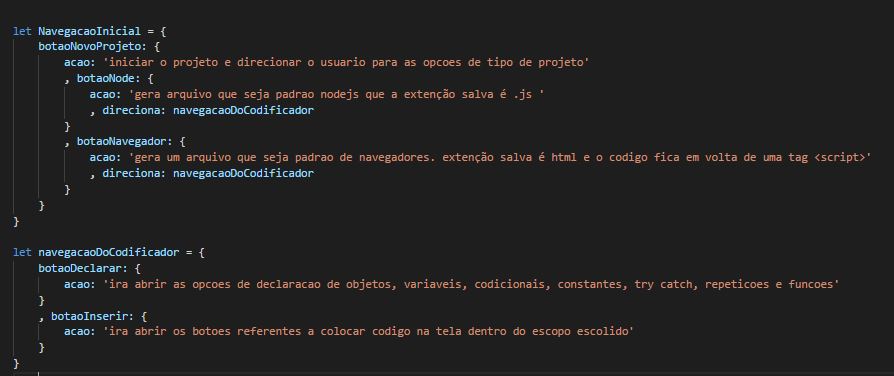 let NavegacaoInicial = {
botaoNovoProjeto: {
acao: 'iniciar o projeto e direcionar o usuario para as opcoes de tipo de projeto'
, botaoNode: {
acao: 'gera arquivo que seja padrao nodejs que a extenção salva é .js '
, direciona: navegacaoDoCodificador
}
, botaoNavegador: {
acao: 'gera um arquivo que seja padrao de navegadores. extenção salva é html e o codigo fica em volta de uma tag <script>'
, direciona: navegacaoDoCodificador
}
}
}
let navegacaoDoCodificador = {
botaoDeclarar: {
acao: 'ira abrir as opcoes de declaracao de objetos, variaveis, codicionais, constantes, try catch, repeticoes e funcoes'
}
, botaoInserir: {
acao: 'ira abrir os botoes referentes a colocar codigo na tela dentro do escopo escolido'
}
}